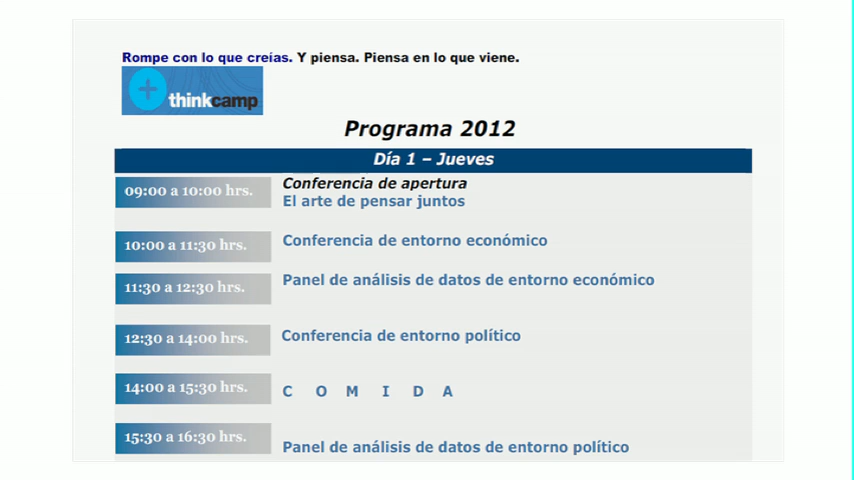 Rompe con lo que creías. Y piensa. Piensa en lo que viene.
thinkcamp
Programa 2012
Día 1 – Jueves
09:00 a 10:00 hrs. Conferencia de apertura
El arte de pensar juntos
10:00 a 11:30 hrs. Conferencia de entorno económico
11:30 a 12:30 hrs. Panel de análisis de datos de entorno económico
12:30 a 14:00 hrs. Conferencia de entorno político
14:00 a 15:30 hrs. C O M I D A
15:30 a 16:30 hrs. Panel de análisis de datos de entorno político